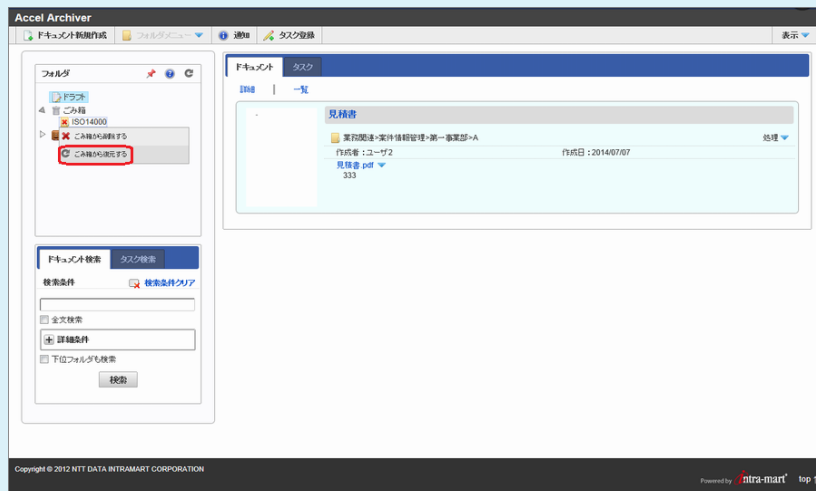 Accel Archiver
ドキュメント新規作成 フォルダメニュー 通知 タスク登録 表示
フォルダ
ドラフト
ごみ箱
ISO14000
ごみ箱から削除する
ごみ箱から復元する
ドキュメント タスク
詳細 | 一覧
見積書
業務関連>案件情報管理>第一事業部>A 処理
作成者：ユーザ2 作成日：2014/07/07
見積書.pdf
333
ドキュメント検索 タスク検索
検索条件 検索条件クリア
全文検索
詳細条件
下位フォルダも検索
検索
Copyright © 2012 NTT DATA INTRAMART CORPORATION
Powered by intra-mart top